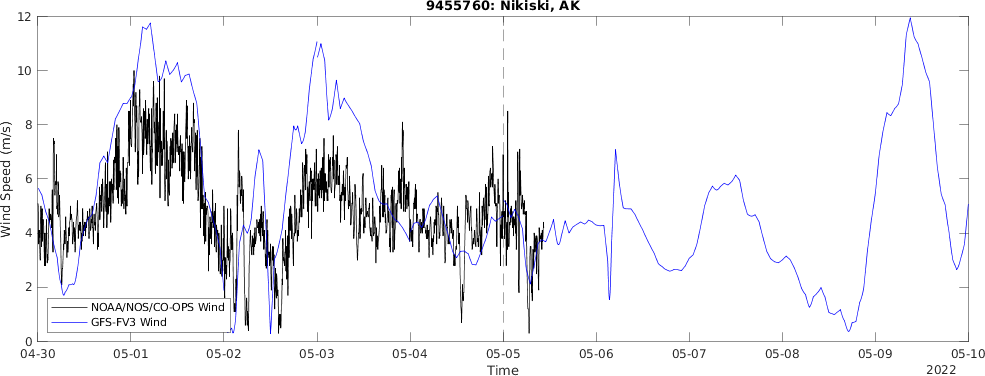 9455760: Nikiski, AK
Wind Speed (m/s)
12
10
8
6
4
2
0
NOAA/NOS/CO-OPS Wind
GFS-FV3 Wind
04-30 05-01 05-02 05-03 05-04 05-05 05-06 05-07 05-08 05-09 05-10
Time
2022